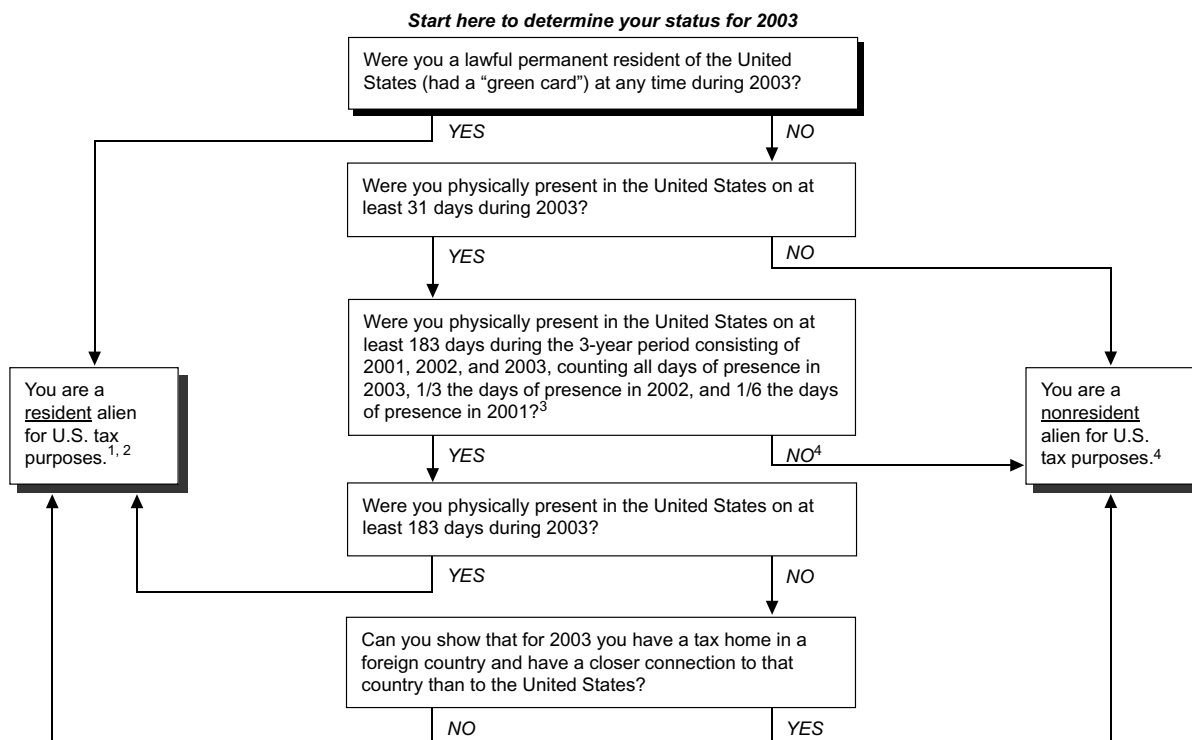 Start here to determine your status for 2003
Were you a lawful permanent resident of the United
States (had a “green card”) at any time during 2003?
YES
NO
Were you physically present in the United States on at
least 31 days during 2003?
YES
NO
Were you physically present in the United States on at
least 183 days during the 3-year period consisting of
2001, 2002, and 2003, counting all days of presence in
2003, 1/3 the days of presence in 2002, and 1/6 the days
of presence in 2001?3
You are a
resident alien
for U.S. tax
purposes.1, 2
You are a
nonresident
alien for U.S.
tax purposes.4
YES
NO4
Were you physically present in the United States on at
least 183 days during 2003?
YES
NO
Can you show that for 2003 you have a tax home in a
foreign country and have a closer connection to that
country than to the United States?
NO
YES